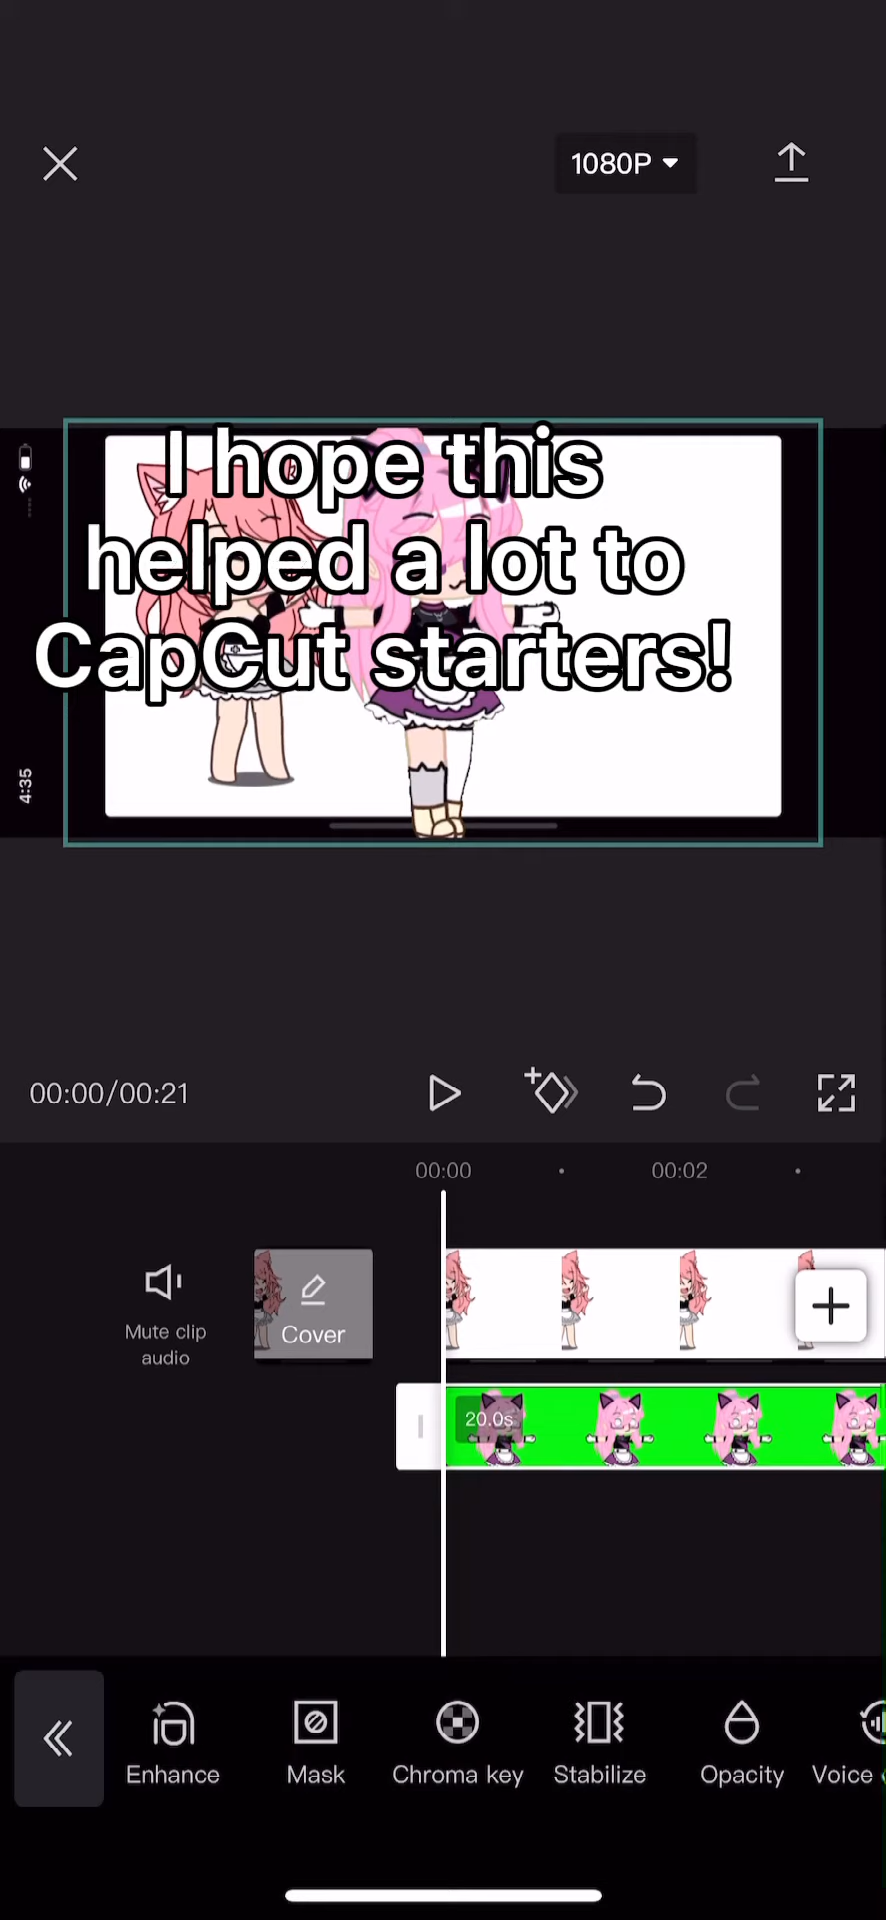 1080P
I hope this
helped a lot to
CapCut starters!
4:35
00:00/00:21
00:00
00:02
Mute clip
audio
Cover
20.0s
Enhance
Mask
Chroma key
Stabilize
Opacity
Voice